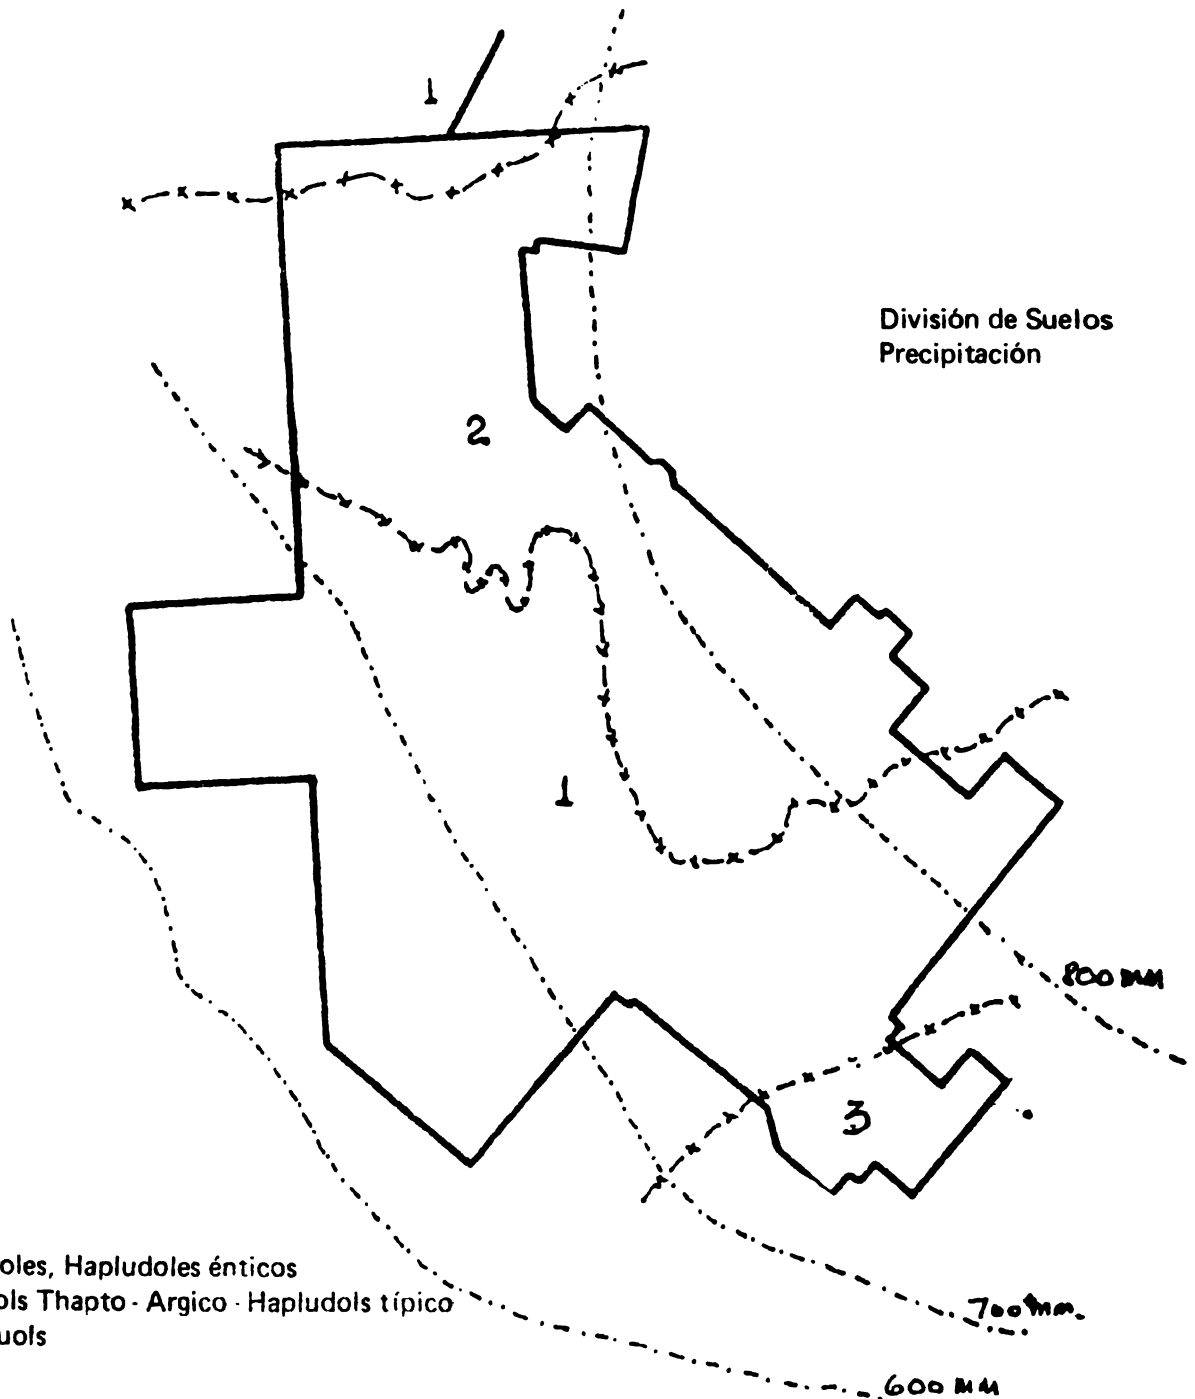 1
División de Suelos
Precipitación
2
1
800 MM
3
oles, Hapludoles énticos
ols Thapto - Argico - Hapludols típico
uols
700 mm.
600 MM